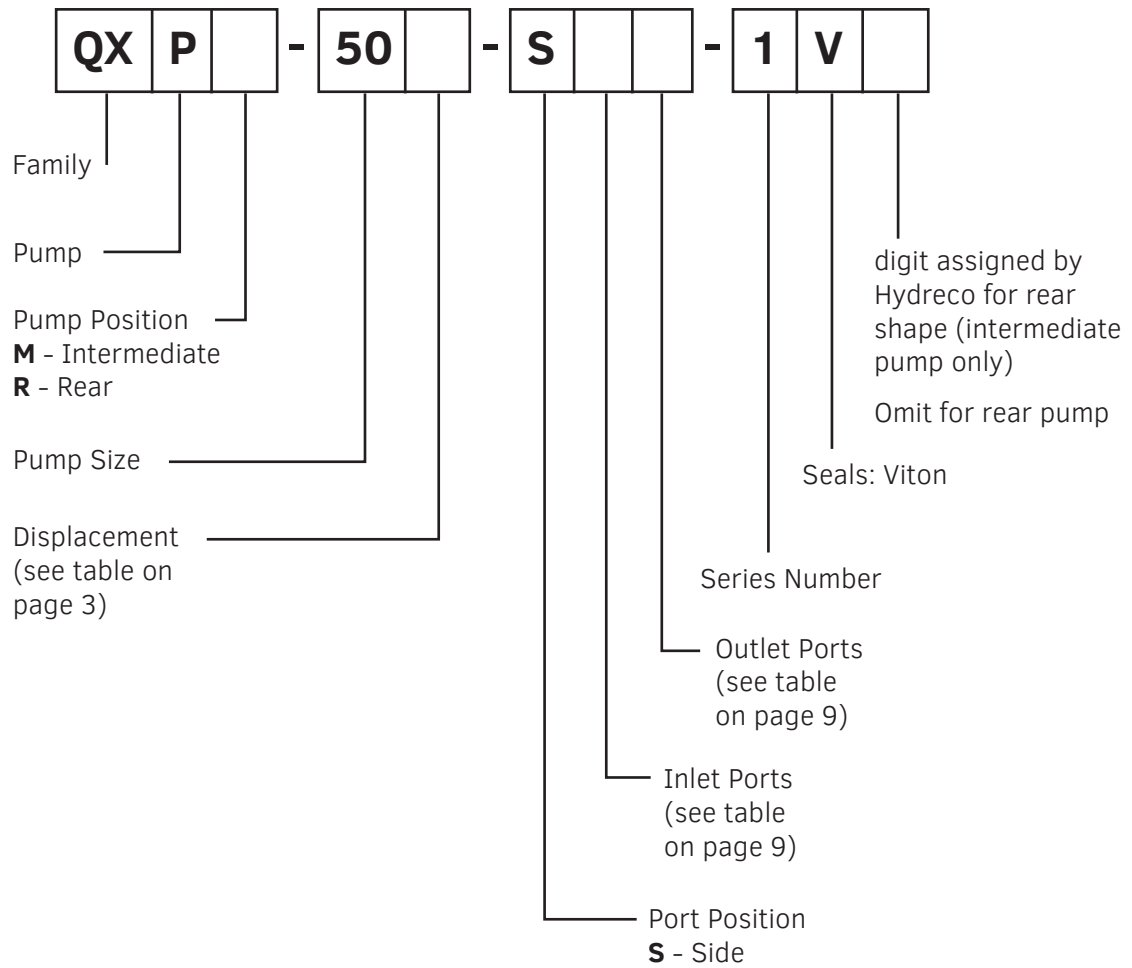 QX P - 50 - S - 1 V
Family
Pump
Pump Position
M - Intermediate
R - Rear
Pump Size
Displacement
(see table on
page 3)
digit assigned by
Hydreco for rear
shape (intermediate
pump only)
Omit for rear pump
Seals: Viton
Series Number
Outlet Ports
(see table
on page 9)
Inlet Ports
(see table
on page 9)
Port Position
S - Side